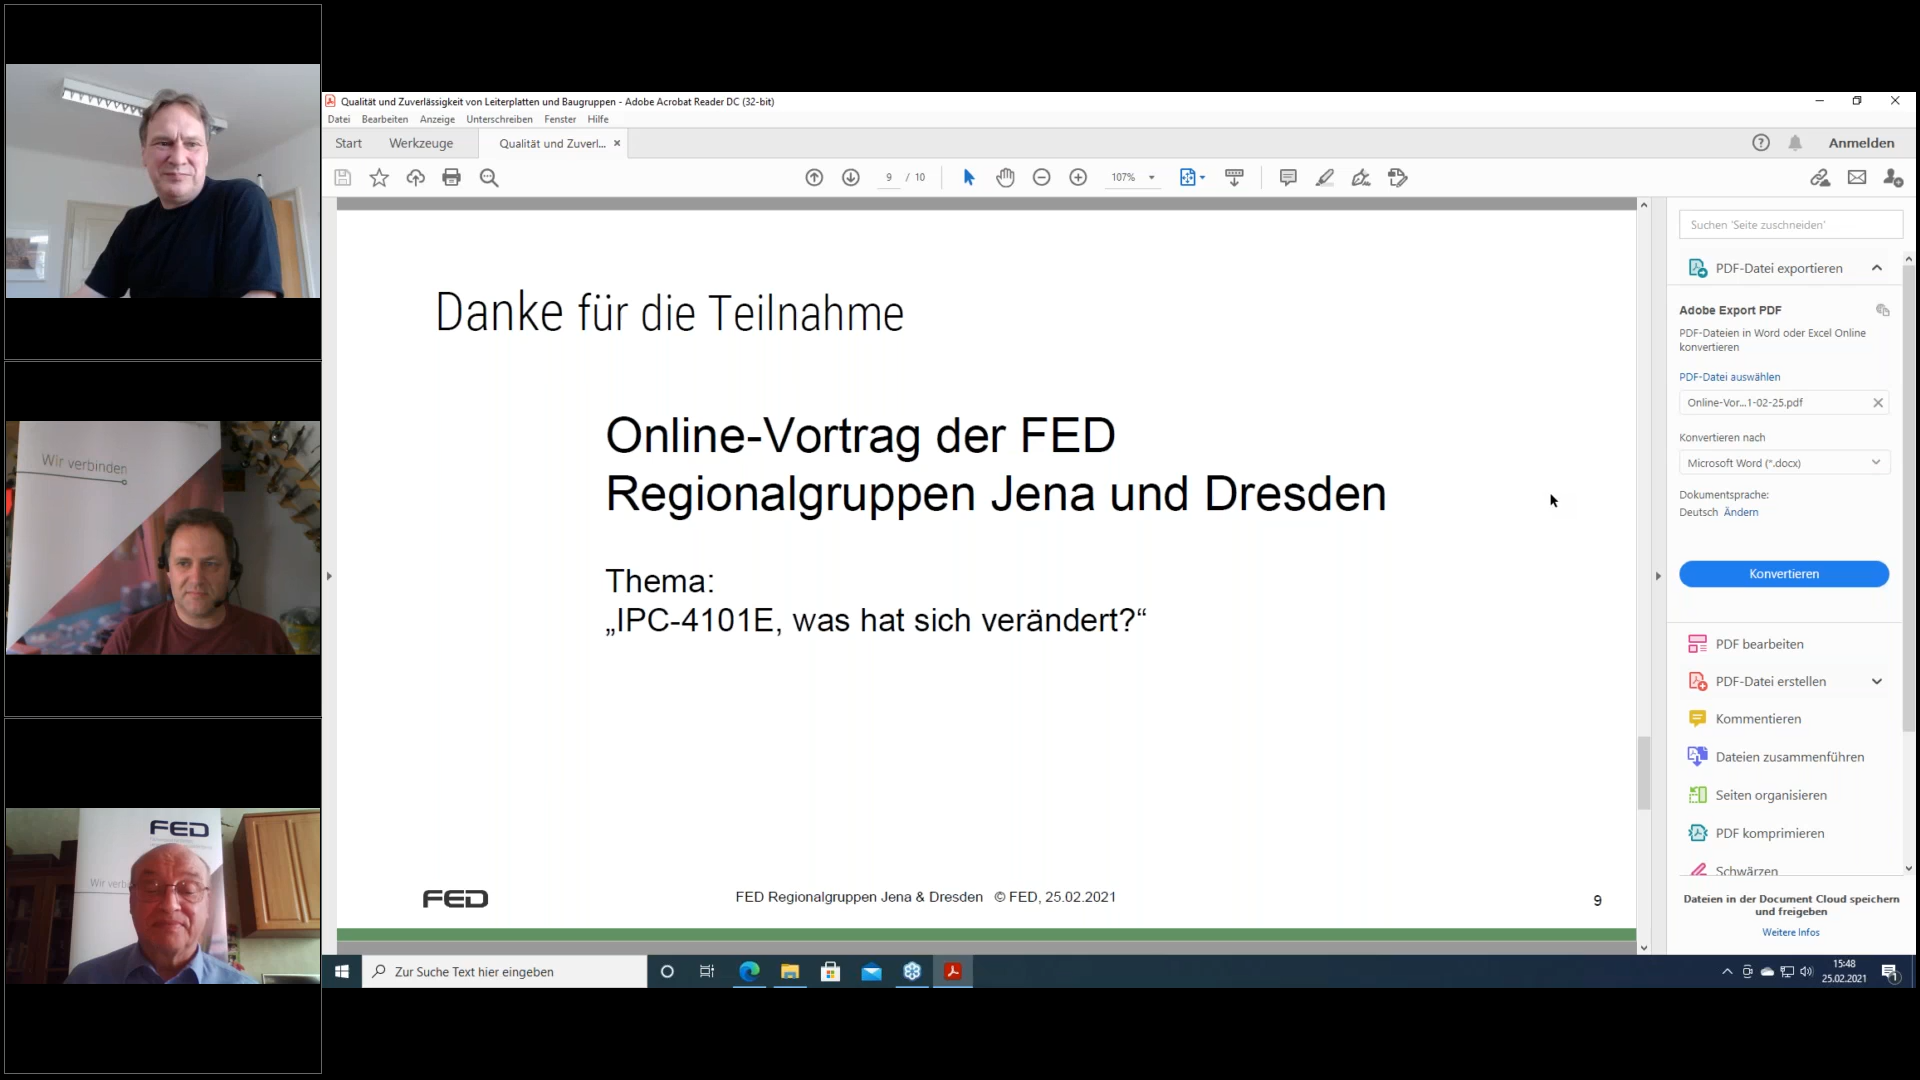 Qualität und Zuverlässigkeit von Leiterplatten und Baugruppen - Adobe Acrobat Reader DC (32-bit)
Datei Bearbeiten Anzeige Unterschreiben Fenster Hilfe
Start Werkzeuge Qualität und Zuverl... × Anmelden
9 / 10 107%
Danke für die Teilnahme
Online-Vortrag der FED
Regionalgruppen Jena und Dresden
Thema:
„IPC-4101E, was hat sich verändert?“
FED FED Regionalgruppen Jena & Dresden © FED, 25.02.2021 9
Suchen 'Seite zuschneiden'
PDF-Datei exportieren
Adobe Export PDF
PDF-Dateien in Word oder Excel Online
konvertieren
PDF-Datei auswählen
Online-Vor...1-02-25.pdf
Konvertieren nach
Microsoft Word (*.docx)
Dokumentsprache:
Deutsch Ändern
Konvertieren
PDF bearbeiten
PDF-Datei erstellen
Kommentieren
Dateien zusammenführen
Seiten organisieren
PDF komprimieren
Schwärzen
Dateien in der Document Cloud speichern
und freigeben
Weitere Infos
Zur Suche Text hier eingeben
15:48
25.02.2021
1
Wir verbinden
FED
Wir verb